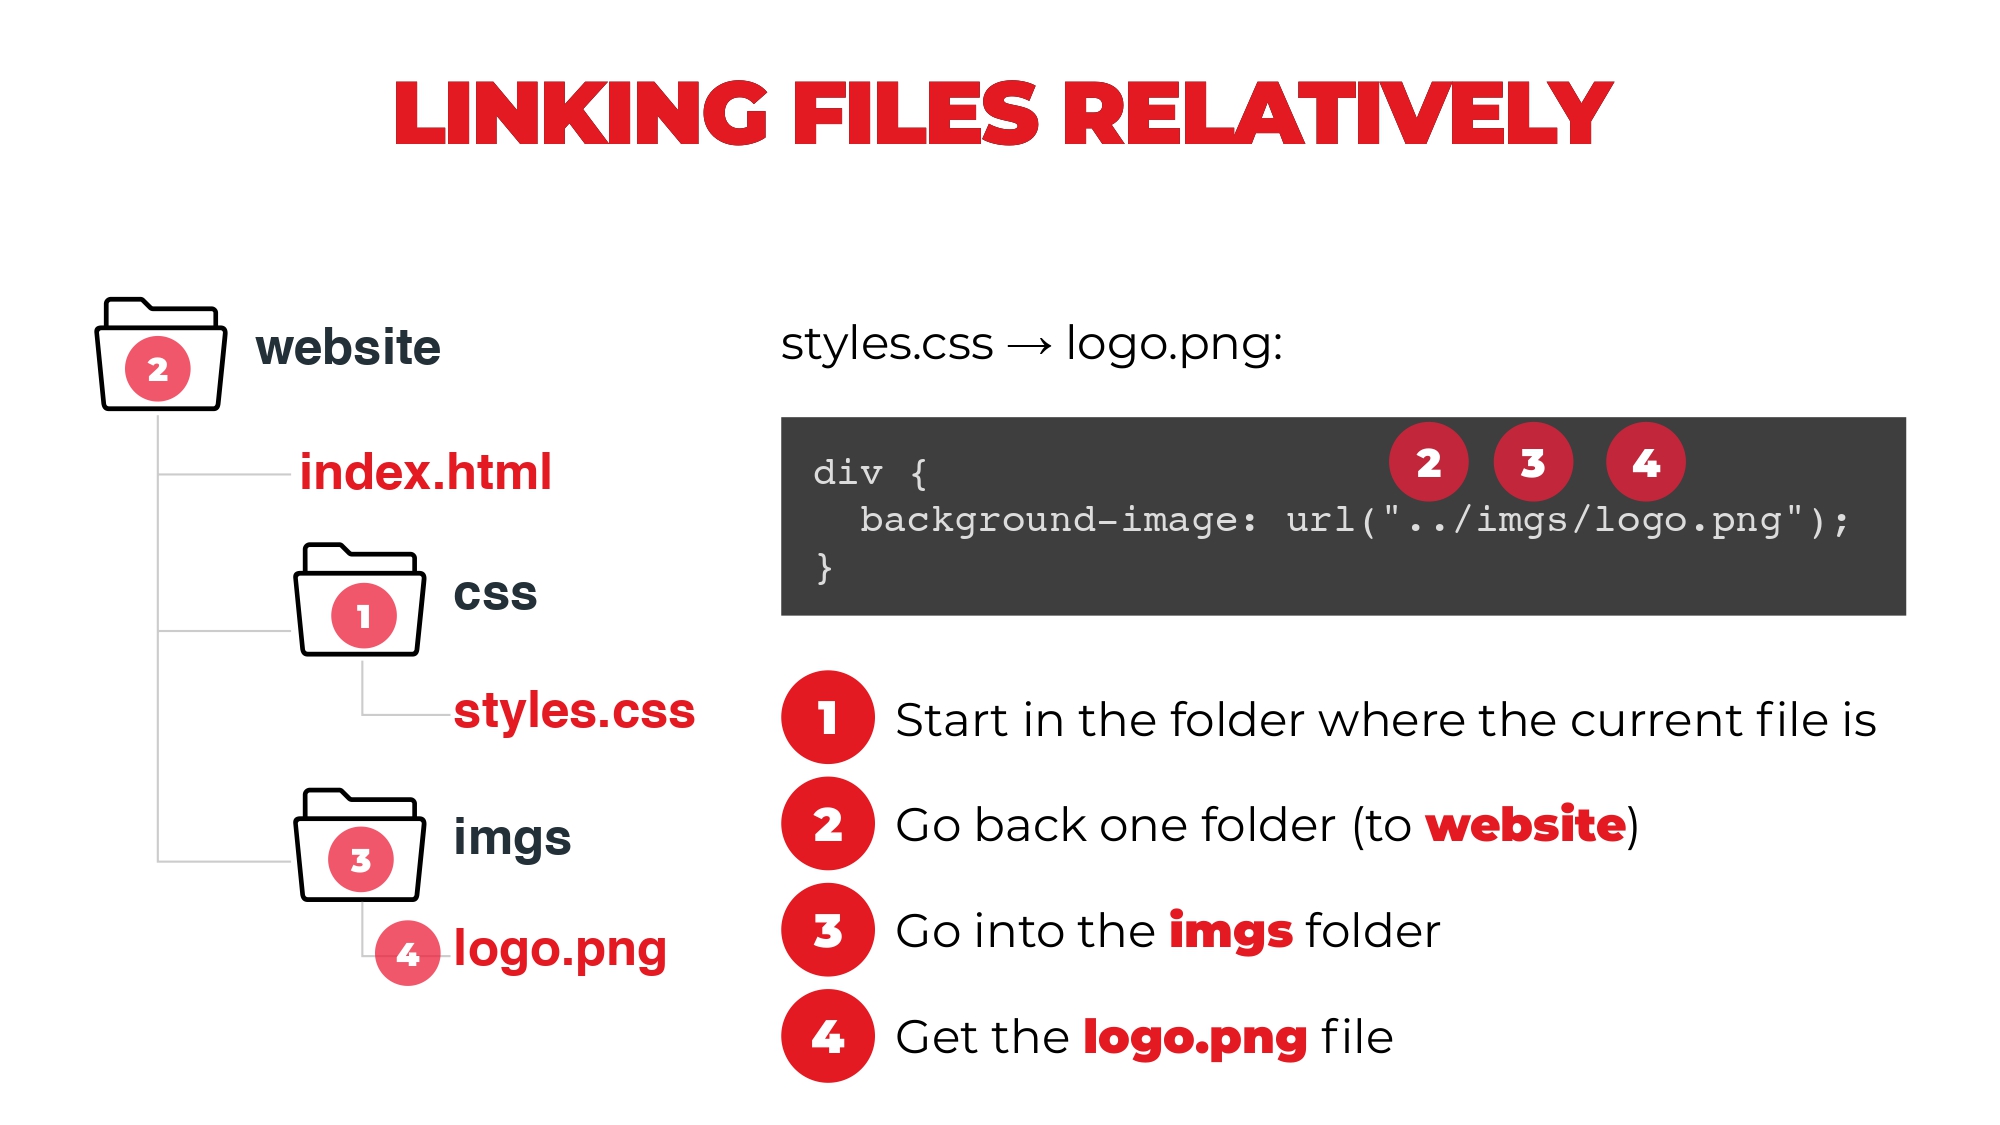 LINKING FILES RELATIVELY
2 website
index.html
1 css
styles.css
3 imgs
4 logo.png
styles.css → logo.png:
2 3 4
div {
  background-image: url("../imgs/logo.png");
}
1 Start in the folder where the current file is
2 Go back one folder (to website)
3 Go into the imgs folder
4 Get the logo.png file